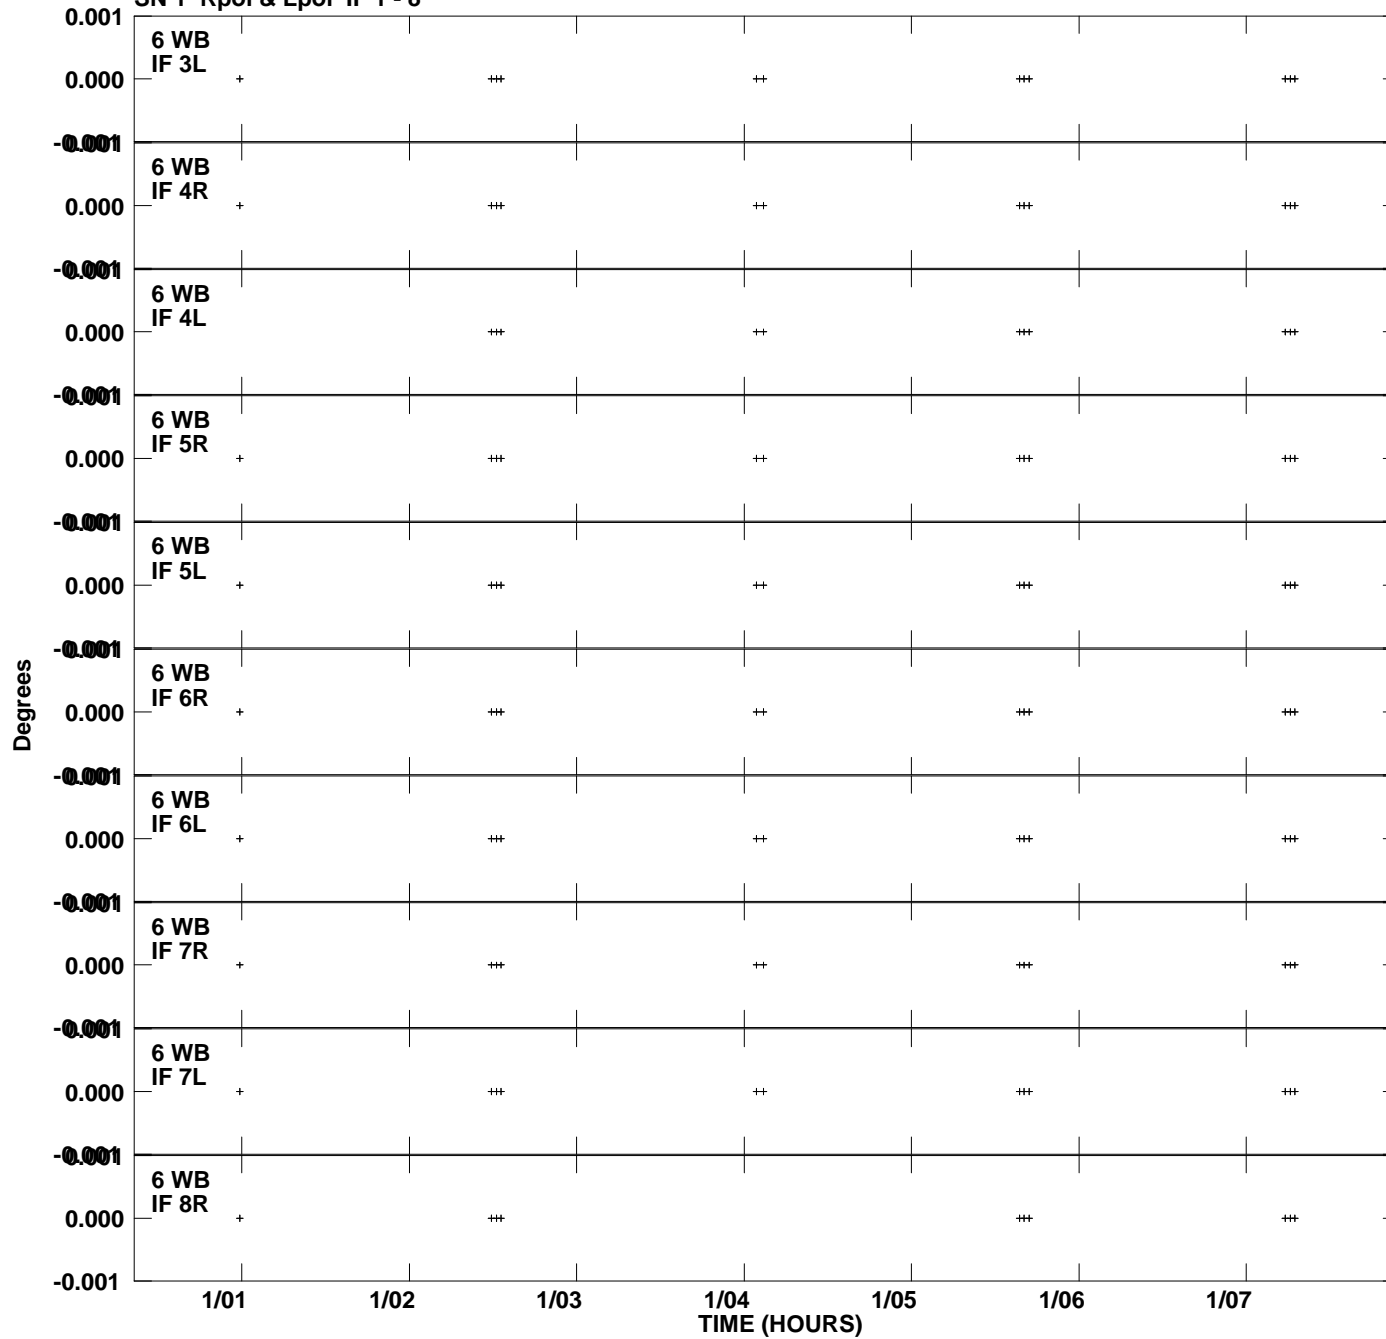 SN 1 Rpol & Lpol IF 1 - 8
0.001
6 WB
IF 3L
0.000
-0.001
6 WB
IF 4R
0.000
-0.001
6 WB
IF 4L
0.000
-0.001
6 WB
IF 5R
0.000
-0.001
6 WB
IF 5L
0.000
-0.001
6 WB
IF 6R
0.000
-0.001
6 WB
IF 6L
0.000
-0.001
6 WB
IF 7R
0.000
-0.001
6 WB
IF 7L
0.000
-0.001
6 WB
IF 8R
0.000
-0.001
Degrees
1/01 1/02 1/03 1/04 1/05 1/06 1/07
TIME (HOURS)